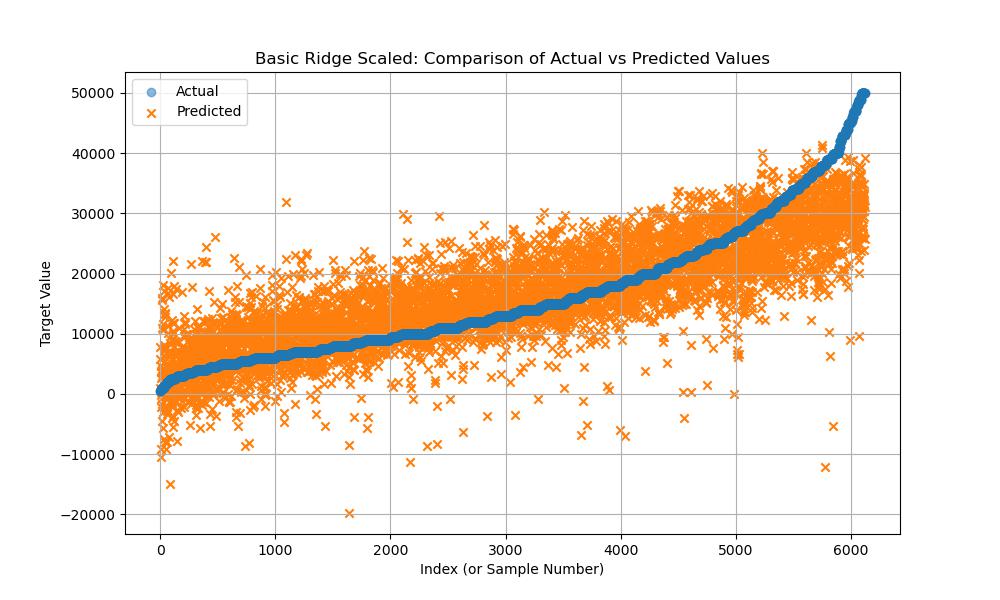 Basic Ridge Scaled: Comparison of Actual vs Predicted Values
Actual
Predicted
Target Value
50000
40000
30000
20000
10000
0
−10000
−20000
0 1000 2000 3000 4000 5000 6000
Index (or Sample Number)